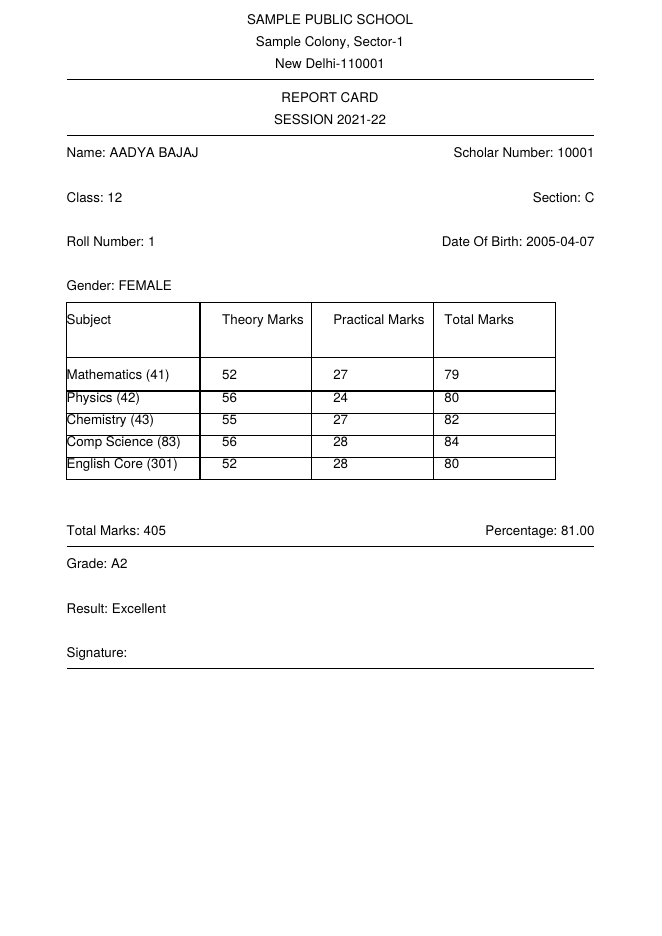 SAMPLE PUBLIC SCHOOL
Sample Colony, Sector-1
New Delhi-110001
REPORT CARD
SESSION 2021-22
Name: AADYA BAJAJ Scholar Number: 10001
Class: 12 Section: C
Roll Number: 1 Date Of Birth: 2005-04-07
Gender: FEMALE
Subject Theory Marks Practical Marks Total Marks
Mathematics (41) 52 27 79
Physics (42) 56 24 80
Chemistry (43) 55 27 82
Comp Science (83) 56 28 84
English Core (301) 52 28 80
Total Marks: 405 Percentage: 81.00
Grade: A2
Result: Excellent
Signature: